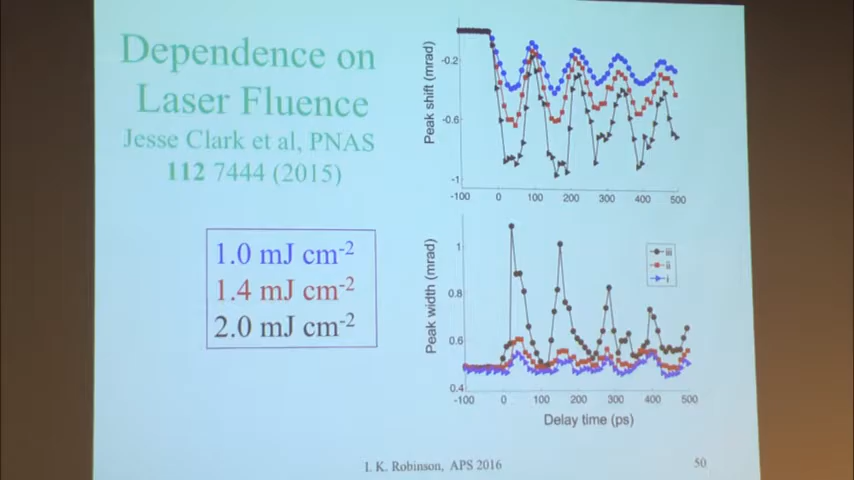 Dependence on
Laser Fluence
Jesse Clark et al, PNAS
112 7444 (2015)
1.0 mJ cm-2
1.4 mJ cm-2
2.0 mJ cm-2
Peak shift (mrad)
-0.2
-0.6
-1
-100 0 100 200 300 400 500
Peak width (mrad)
1
0.8
0.6
0.4
iii
ii
i
-100 0 100 200 300 400 500
Delay time (ps)
I. K. Robinson, APS 2016
50